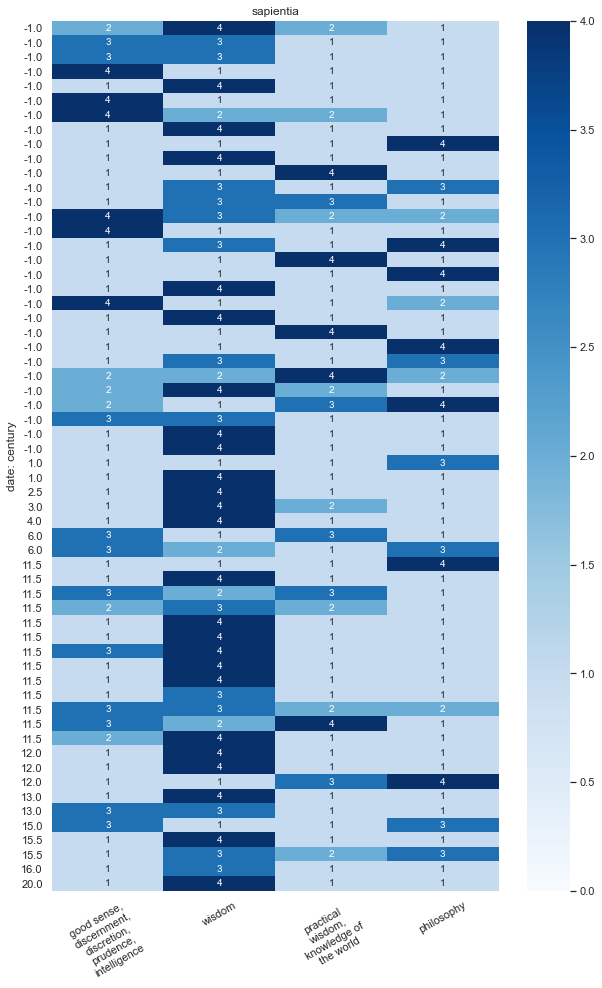 sapientia
date: century
-1.0 2 4 2 1
-1.0 3 3 1 1
-1.0 3 3 1 1
-1.0 4 1 1 1
-1.0 1 4 1 1
-1.0 4 1 1 1
-1.0 4 2 2 1
-1.0 1 4 1 1
-1.0 1 1 1 4
-1.0 1 4 1 1
-1.0 1 1 4 1
-1.0 1 3 1 3
-1.0 1 3 3 1
-1.0 4 3 2 2
-1.0 4 1 1 1
-1.0 1 3 1 4
-1.0 1 1 4 1
-1.0 1 1 1 4
-1.0 1 4 1 1
-1.0 4 1 1 2
-1.0 1 4 1 1
-1.0 1 1 4 1
-1.0 1 1 1 4
-1.0 1 3 1 3
-1.0 2 2 4 2
-1.0 2 4 2 1
-1.0 2 1 3 4
-1.0 3 3 1 1
-1.0 1 4 1 1
-1.0 1 4 1 1
1.0 1 1 1 3
1.0 1 4 1 1
2.5 1 4 1 1
3.0 1 4 2 1
4.0 1 4 1 1
6.0 3 1 3 1
6.0 3 2 1 3
11.5 1 1 1 4
11.5 1 4 1 1
11.5 3 2 3 1
11.5 2 3 2 1
11.5 1 4 1 1
11.5 1 4 1 1
11.5 3 4 1 1
11.5 1 4 1 1
11.5 1 4 1 1
11.5 1 3 1 1
11.5 3 3 2 2
11.5 3 2 4 1
11.5 2 4 1 1
12.0 1 4 1 1
12.0 1 4 1 1
12.0 1 1 3 4
13.0 1 4 1 1
13.0 3 3 1 1
15.0 3 1 1 3
15.5 1 4 1 1
15.5 1 3 2 3
16.0 1 3 1 1
20.0 1 4 1 1
good sense,
discernment,
discretion,
prudence,
intelligence
wisdom
practical
wisdom,
knowledge of
the world
philosophy
4.0
3.5
3.0
2.5
2.0
1.5
1.0
0.5
0.0